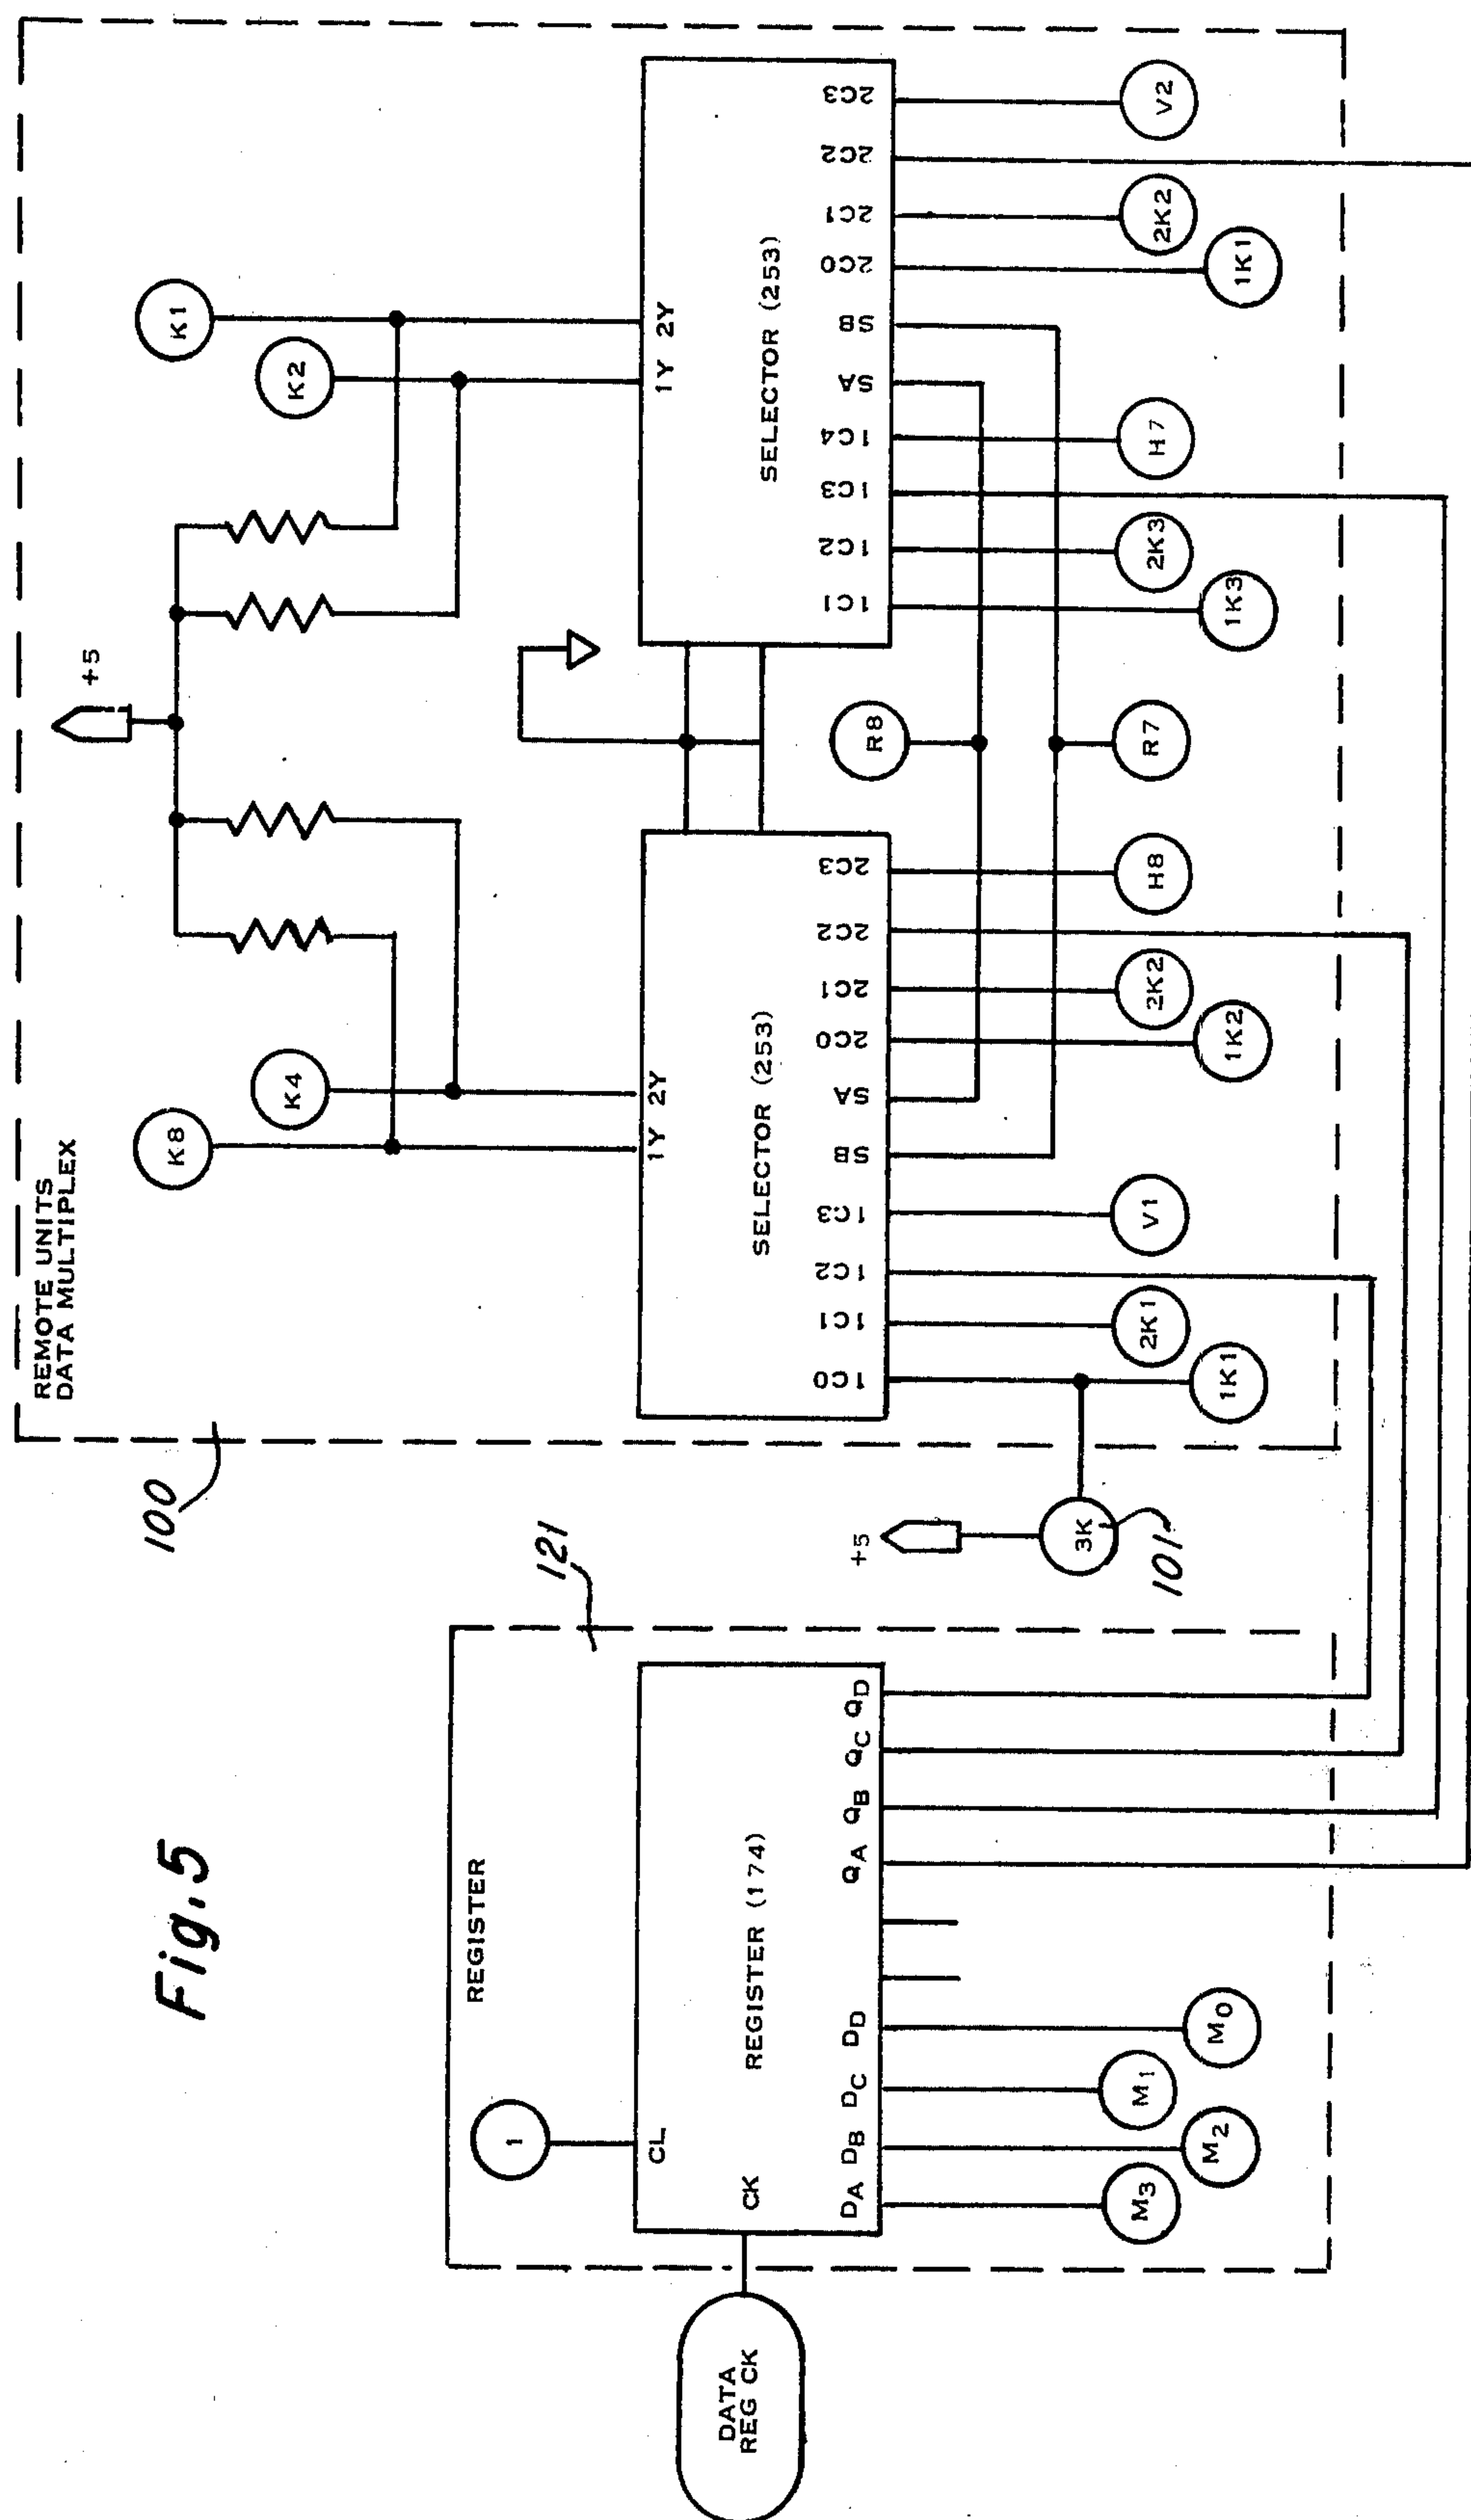 Fig. 5
100
REMOTE UNITS
DATA MULTIPLEX
+5
K8
K4
K2
K1
1Y 2Y
SELECTOR (253)
1C0 1C1 1C2 1C3 SB SA 2C0 2C1 2C2 2C3
1Y 2Y
SELECTOR (253)
1C1 1C2 1C3 1C4 SA SB 2C0 2C1 2C2 2C3
R8
R7
1K1
2K1
V1
1K2
2K2
H8
1K3
2K3
H7
1K1
2K2
V2
+5
3K
101
121
REGISTER
1
CL
CK
REGISTER (174)
DA DB DC DD QA QB QC QD
M3
M2
M1
M0
DATA
REG CK